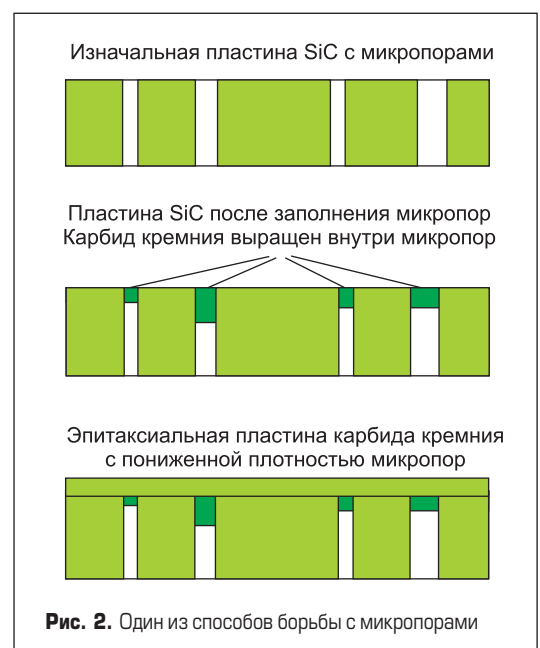 Изначальная пластина SiC с микропорами
Пластина SiC после заполнения микропор
Карбид кремния выращен внутри микропор
Эпитаксиальная пластина карбида кремния
с пониженной плотностью микропор
Рис. 2. Один из способов борьбы с микропорами